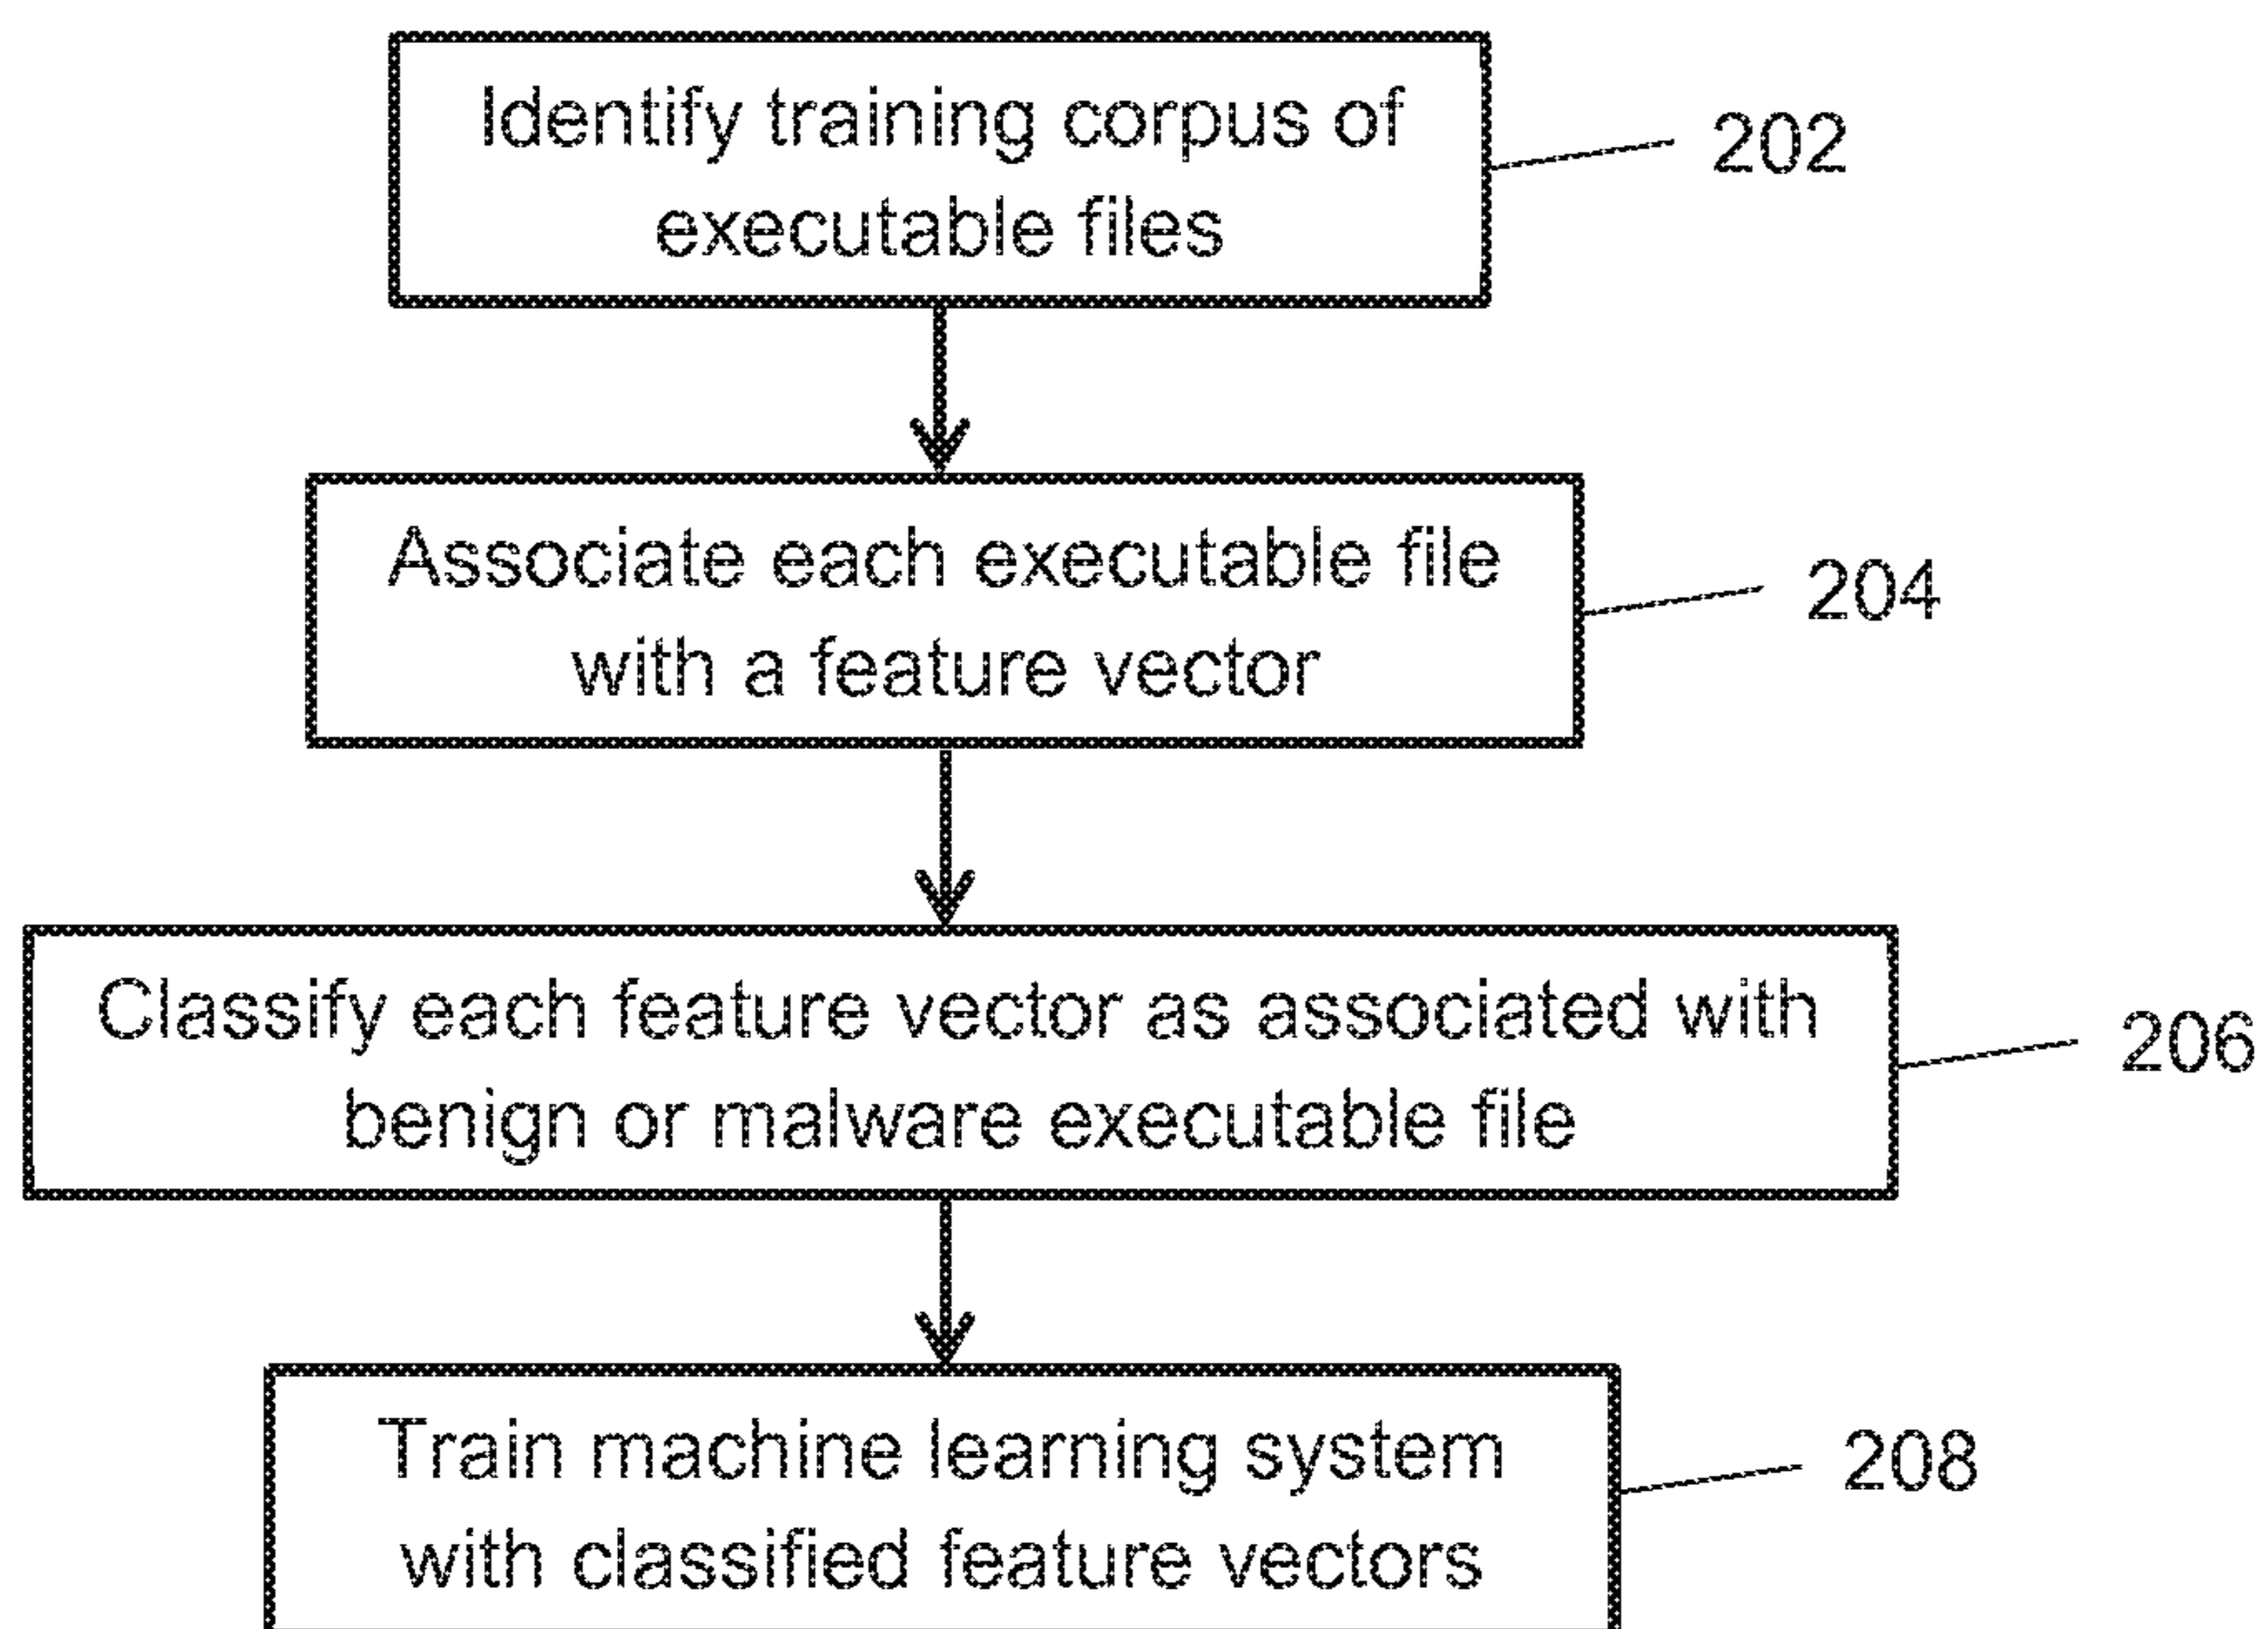 Identify training corpus of
executable files
202
Associate each executable file
with a feature vector
204
Classify each feature vector as associated with
benign or malware executable file
206
Train machine learning system
with classified feature vectors
208